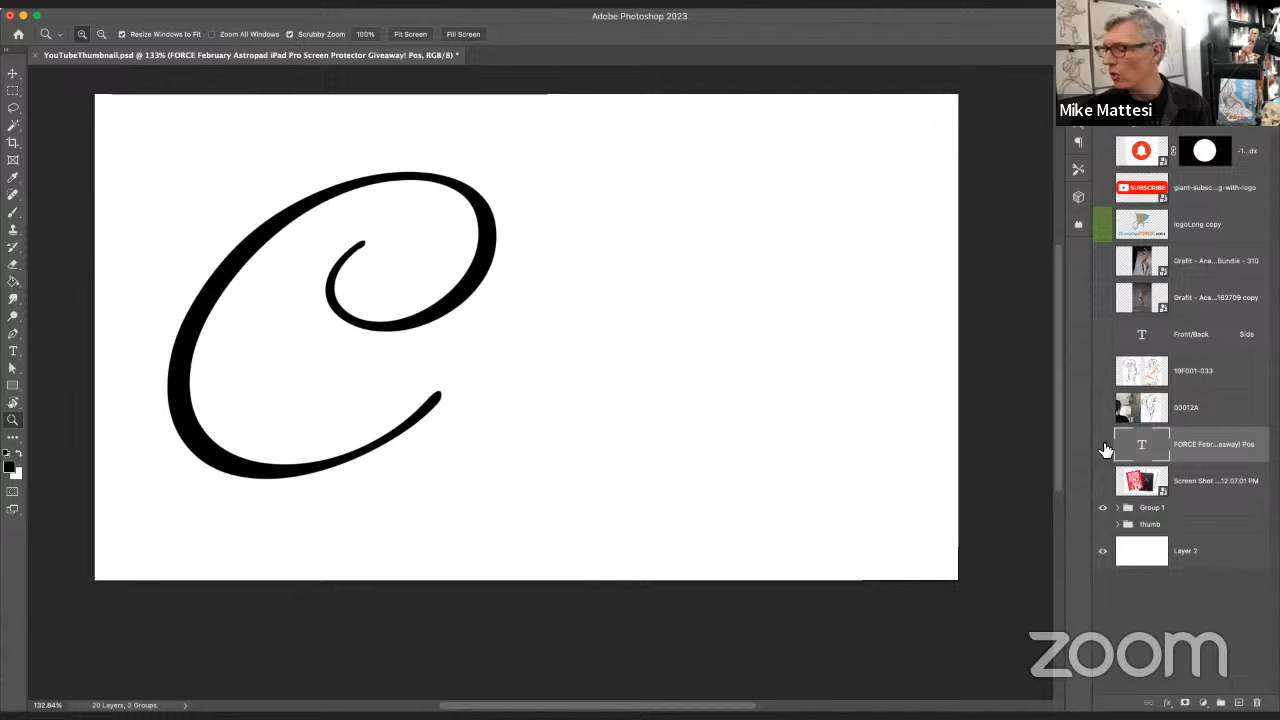 Adobe Photoshop 2023
Resize Windows to Fit Zoom All Windows Scrubby Zoom 100% Fit Screen Fill Screen
YouTubeThumbnail.psd @ 133% (FORCE February Astropad iPad Pro Screen Protector Giveaway! Pos, RGB/8) *
Mike Mattesi
C
-1...dx
SUBSCRIBE
giant-subsc...g-with-logo
logoLong copy
Grafit - Ana...Bundle - 310
Grafit - Aca...162709 copy
T Front/Back Side
19F001-033
00012A
T FORCE Febr...eaway! Pos
Screen Shot ...12.07.01 PM
Group 1
thumb
Layer 2
zoom
132.84% 20 Layers, 2 Groups
fx